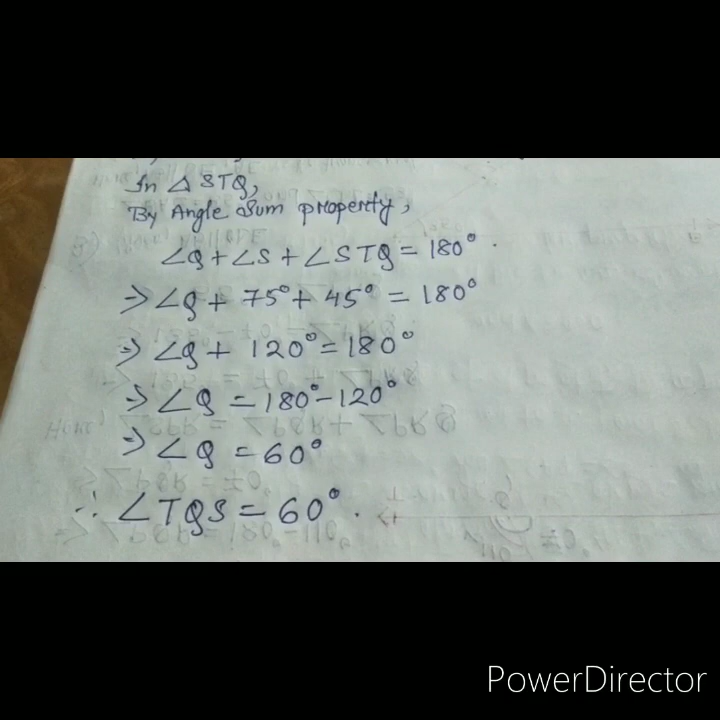 In △ STQ,
By Angle Sum property,
∠Q + ∠S + ∠STQ = 180°.
⇒ ∠Q + 75° + 45° = 180°
⇒ ∠Q + 120° = 180°
⇒ ∠Q = 180° - 120°
⇒ ∠Q = 60°
∴ ∠TQS = 60°.
PowerDirector